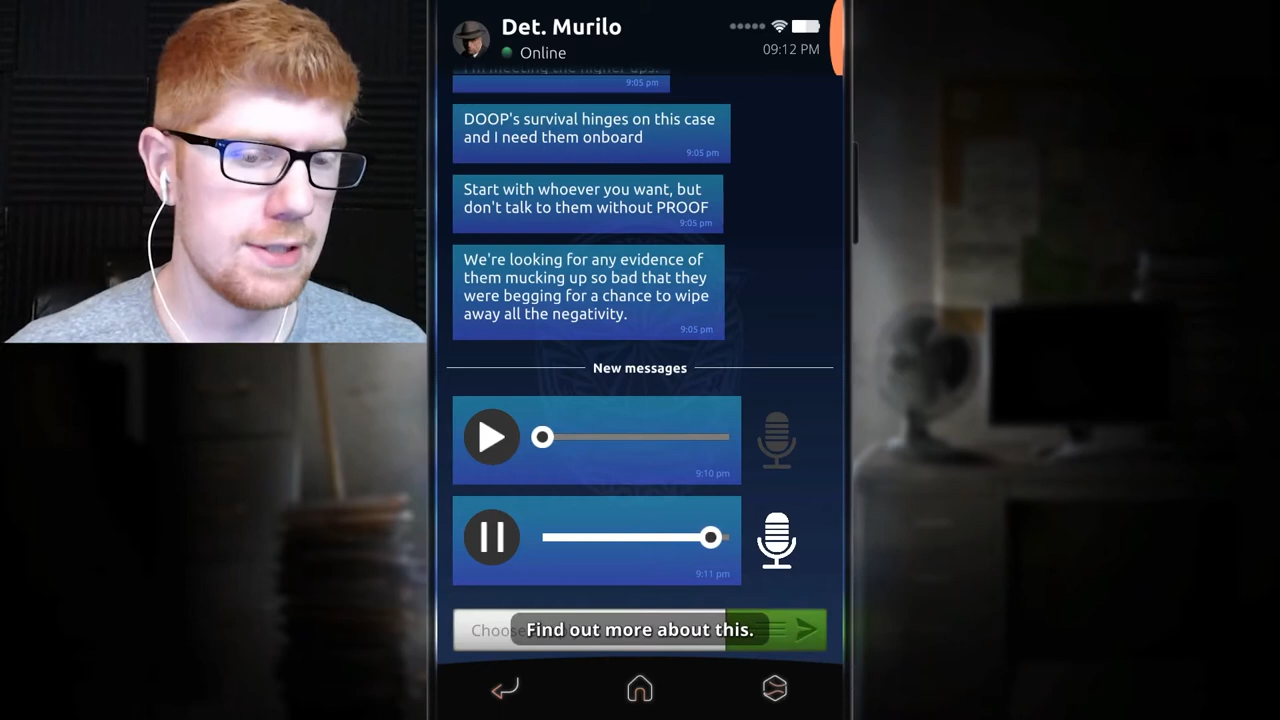 Det. Murilo
Online
09:12 PM
I'm meeting the higher ups.
9:05 pm
DOOP's survival hinges on this case
and I need them onboard
9:05 pm
Start with whoever you want, but
don't talk to them without PROOF
9:05 pm
We're looking for any evidence of
them mucking up so bad that they
were begging for a chance to wipe
away all the negativity.
9:05 pm
New messages
9:10 pm
9:11 pm
Find out more about this.